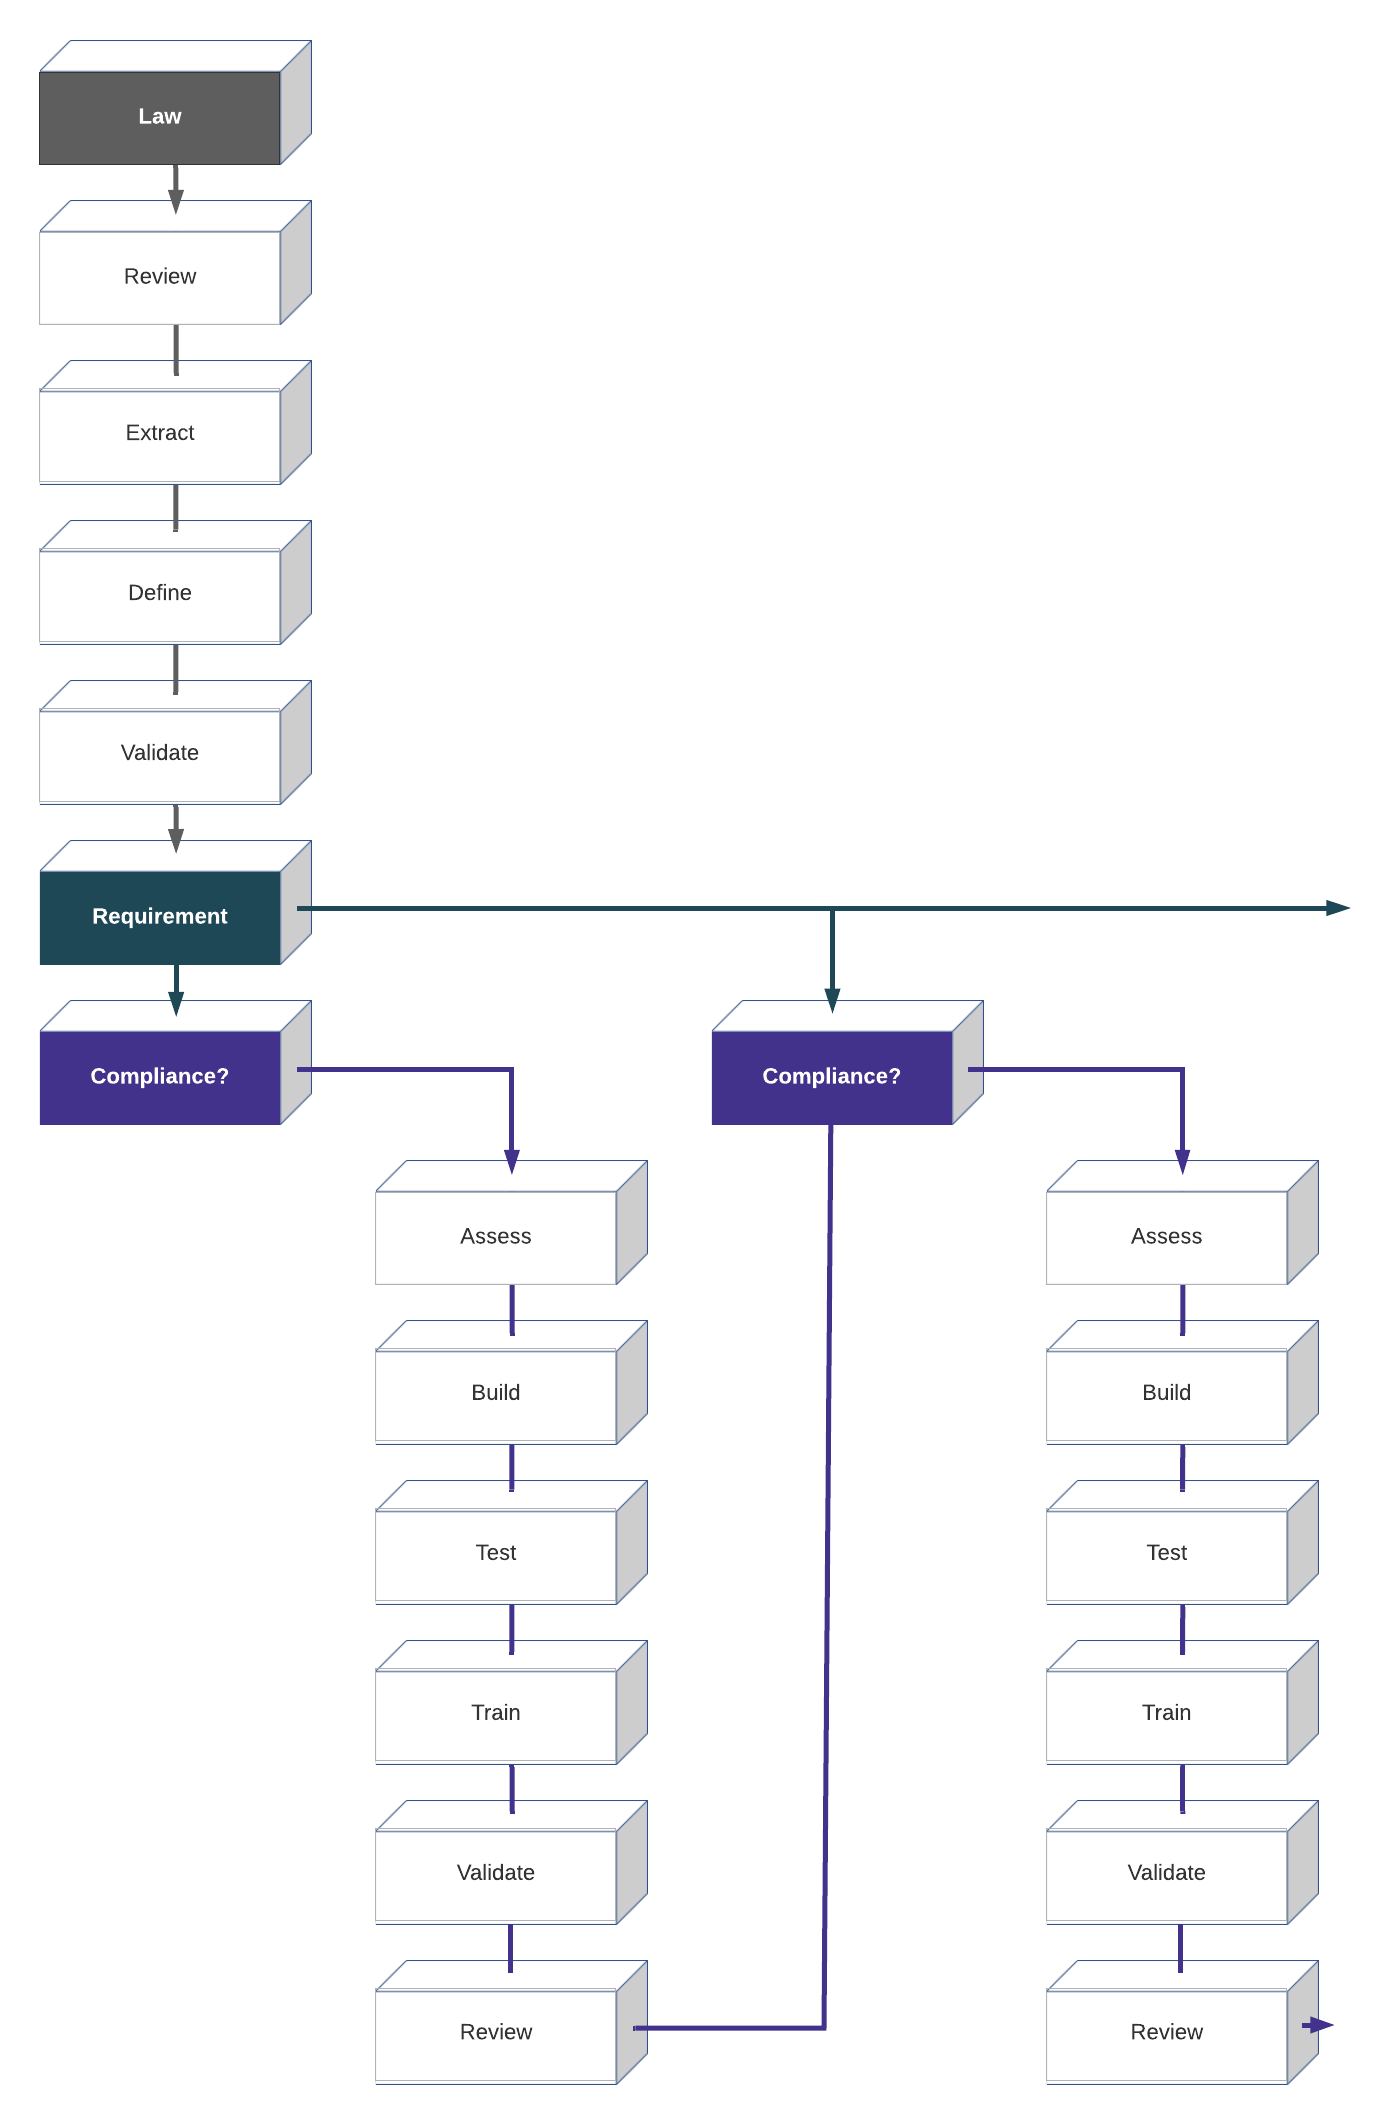 Law
Review
Extract
Define
Validate
Requirement
Compliance?
Assess
Build
Test
Train
Validate
Review
Compliance?
Assess
Build
Test
Train
Validate
Review